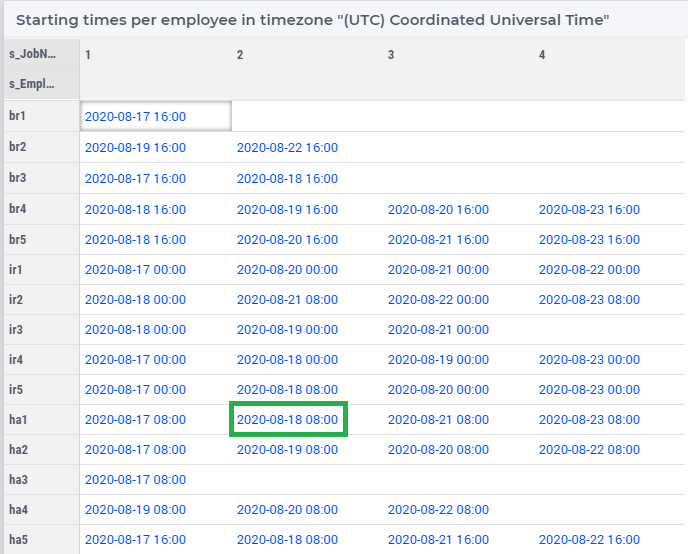 Starting times per employee in timezone "(UTC) Coordinated Universal Time"
s_JobN... 1 2 3 4
s_Empl...
br1 2020-08-17 16:00
br2 2020-08-19 16:00 2020-08-22 16:00
br3 2020-08-17 16:00 2020-08-18 16:00
br4 2020-08-18 16:00 2020-08-19 16:00 2020-08-20 16:00 2020-08-23 16:00
br5 2020-08-18 16:00 2020-08-20 16:00 2020-08-21 16:00 2020-08-23 16:00
ir1 2020-08-17 00:00 2020-08-20 00:00 2020-08-21 00:00 2020-08-22 00:00
ir2 2020-08-18 00:00 2020-08-21 08:00 2020-08-22 00:00 2020-08-23 08:00
ir3 2020-08-18 00:00 2020-08-19 00:00 2020-08-21 00:00
ir4 2020-08-17 00:00 2020-08-18 00:00 2020-08-19 00:00 2020-08-23 00:00
ir5 2020-08-17 00:00 2020-08-18 08:00 2020-08-20 00:00 2020-08-23 00:00
ha1 2020-08-17 08:00 2020-08-18 08:00 2020-08-21 08:00 2020-08-23 08:00
ha2 2020-08-17 08:00 2020-08-19 08:00 2020-08-20 08:00 2020-08-22 08:00
ha3 2020-08-17 08:00
ha4 2020-08-19 08:00 2020-08-20 08:00 2020-08-22 08:00
ha5 2020-08-17 16:00 2020-08-18 08:00 2020-08-21 16:00 2020-08-22 16:00